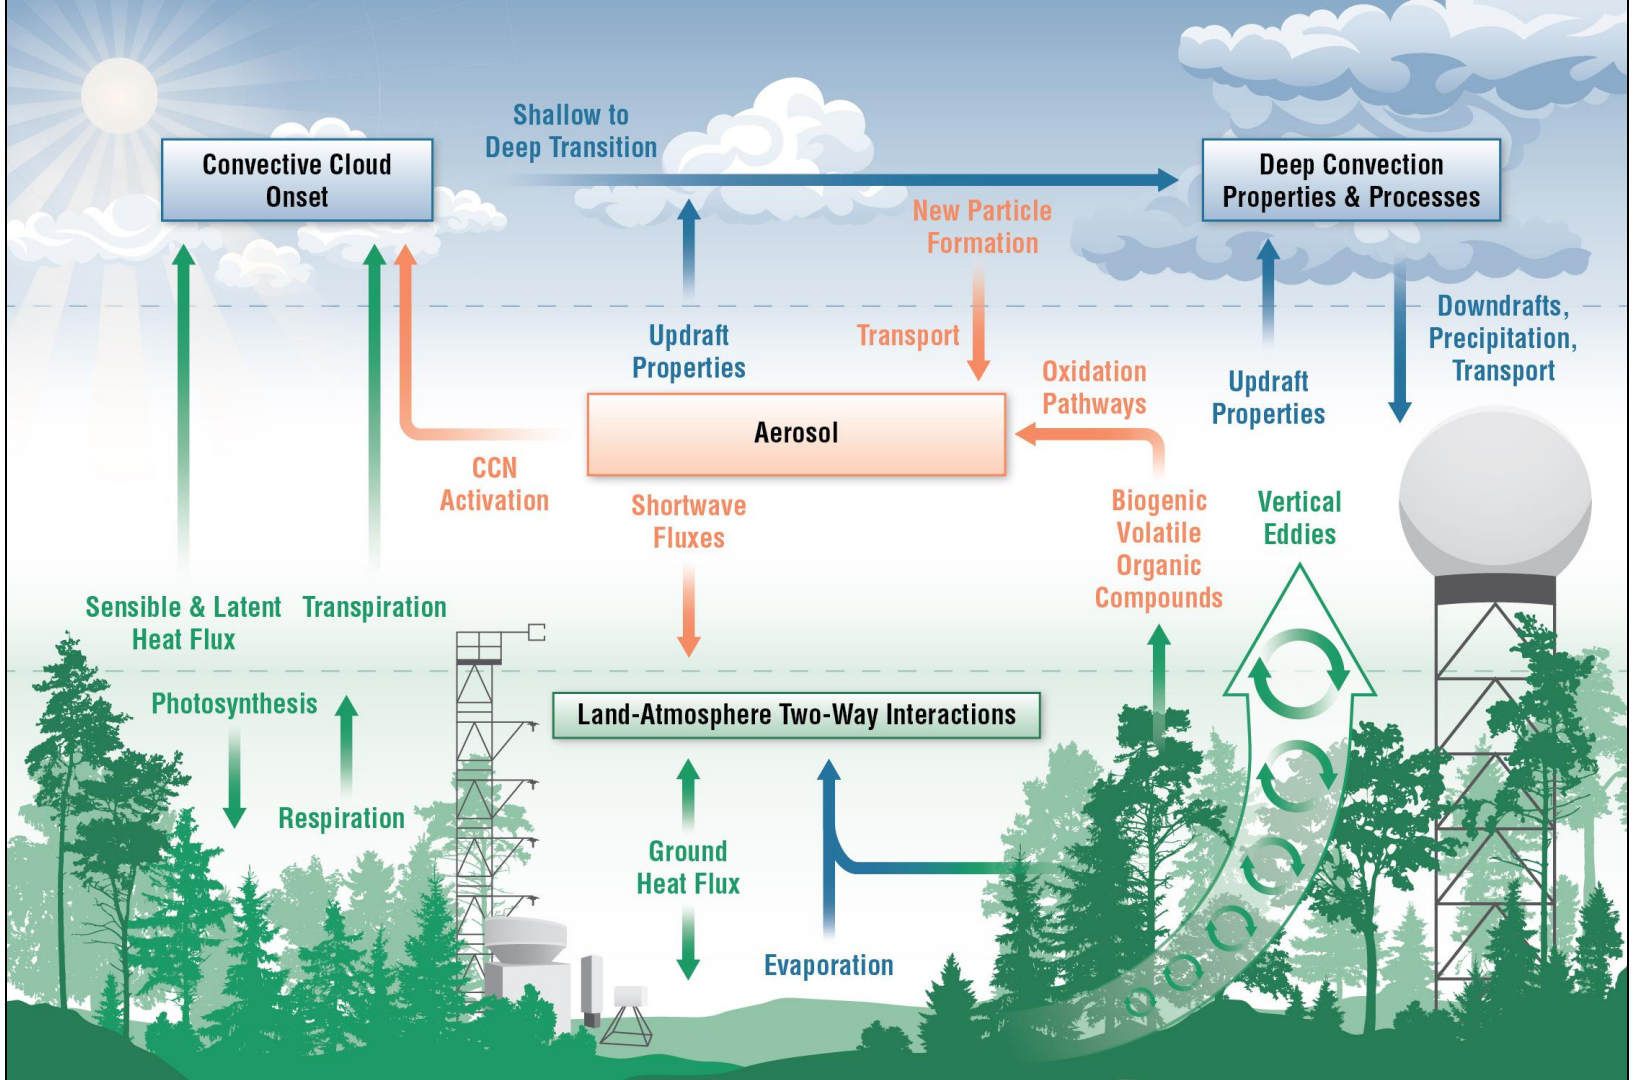 Shallow to
Deep Transition
Convective Cloud
Onset
Deep Convection
Properties & Processes
New Particle
Formation
Updraft
Properties
Transport
Downdrafts,
Precipitation,
Transport
Oxidation
Pathways
Updraft
Properties
Aerosol
CCN
Activation
Shortwave
Fluxes
Biogenic
Volatile
Organic
Compounds
Vertical
Eddies
Sensible & Latent
Heat Flux
Transpiration
Photosynthesis
Land-Atmosphere Two-Way Interactions
Respiration
Ground
Heat Flux
Evaporation